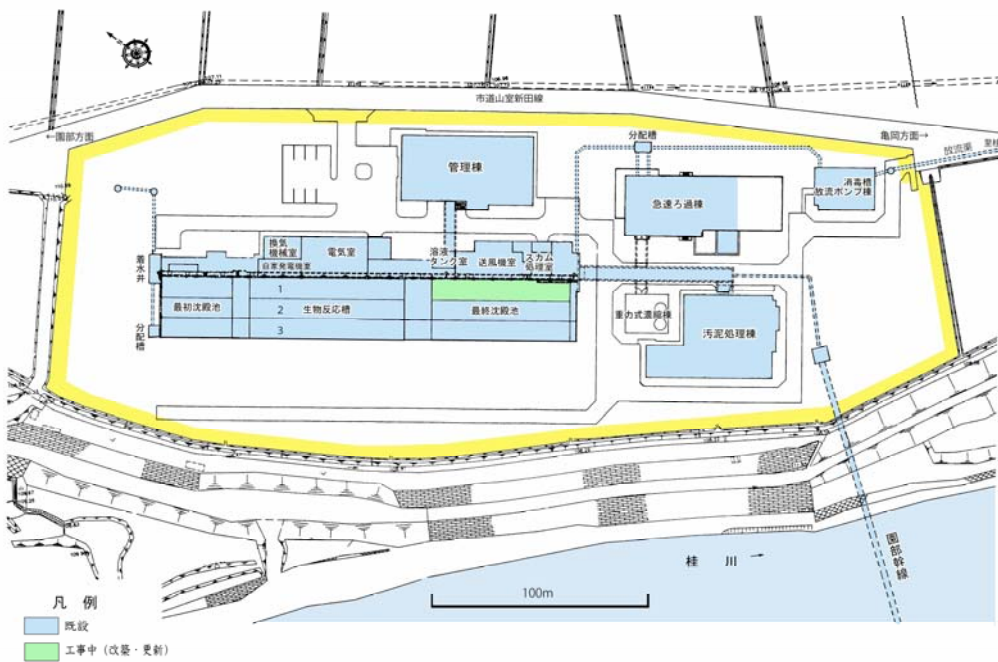 市道山室新田線
←園部方面
亀岡方面→
放流渠
分配槽
管理棟
消毒槽
放流ポンプ棟
急速ろ過棟
換気
機械室
電気室
自家発電機室
溶液
タンク室
送風機室
スカム
処理室
着水井
1
最初沈殿池
2
生物反応槽
最終沈殿池
3
分配槽
重力式濃縮棟
汚泥処理棟
園部幹線
桂 川 →
100m
凡 例
既設
工事中（改築・更新）